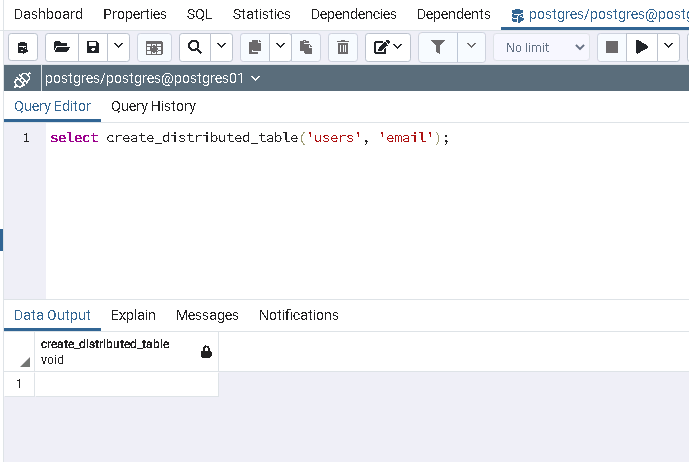 Dashboard Properties SQL Statistics Dependencies Dependents postgres/postgres@postg
No limit
postgres/postgres@postgres01
Query Editor Query History
1 select create_distributed_table('users', 'email');
Data Output Explain Messages Notifications
create_distributed_table
void
1